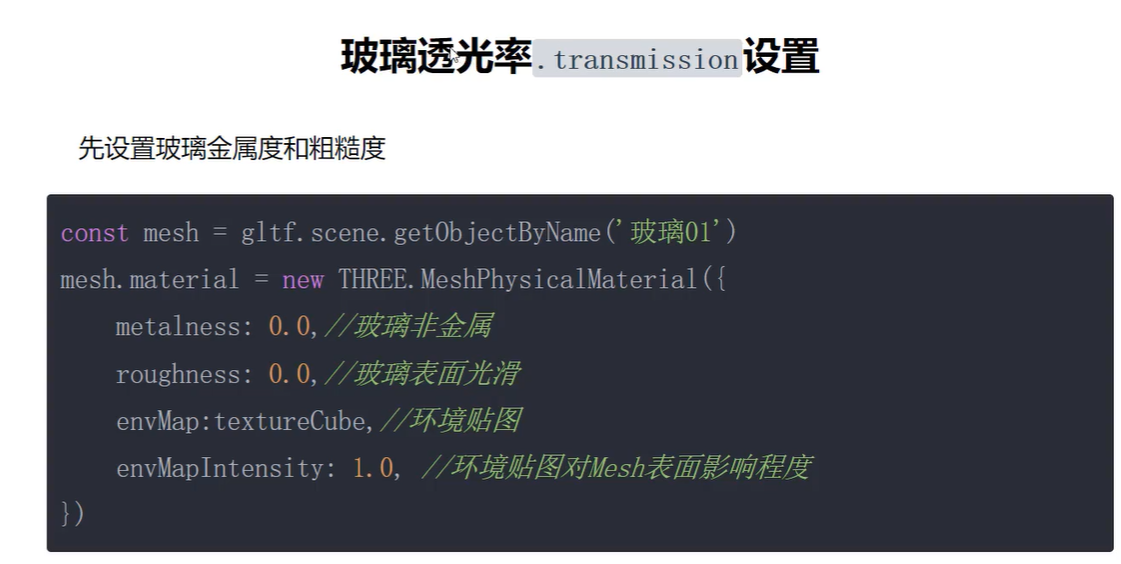 玻璃透光率.transmission设置
先设置玻璃金属度和粗糙度
const mesh = gltf.scene.getObjectByName('玻璃01')
mesh.material = new THREE.MeshPhysicalMaterial({
    metalness: 0.0,//玻璃非金属
    roughness: 0.0,//玻璃表面光滑
    envMap:textureCube,//环境贴图
    envMapIntensity: 1.0, //环境贴图对Mesh表面影响程度
})